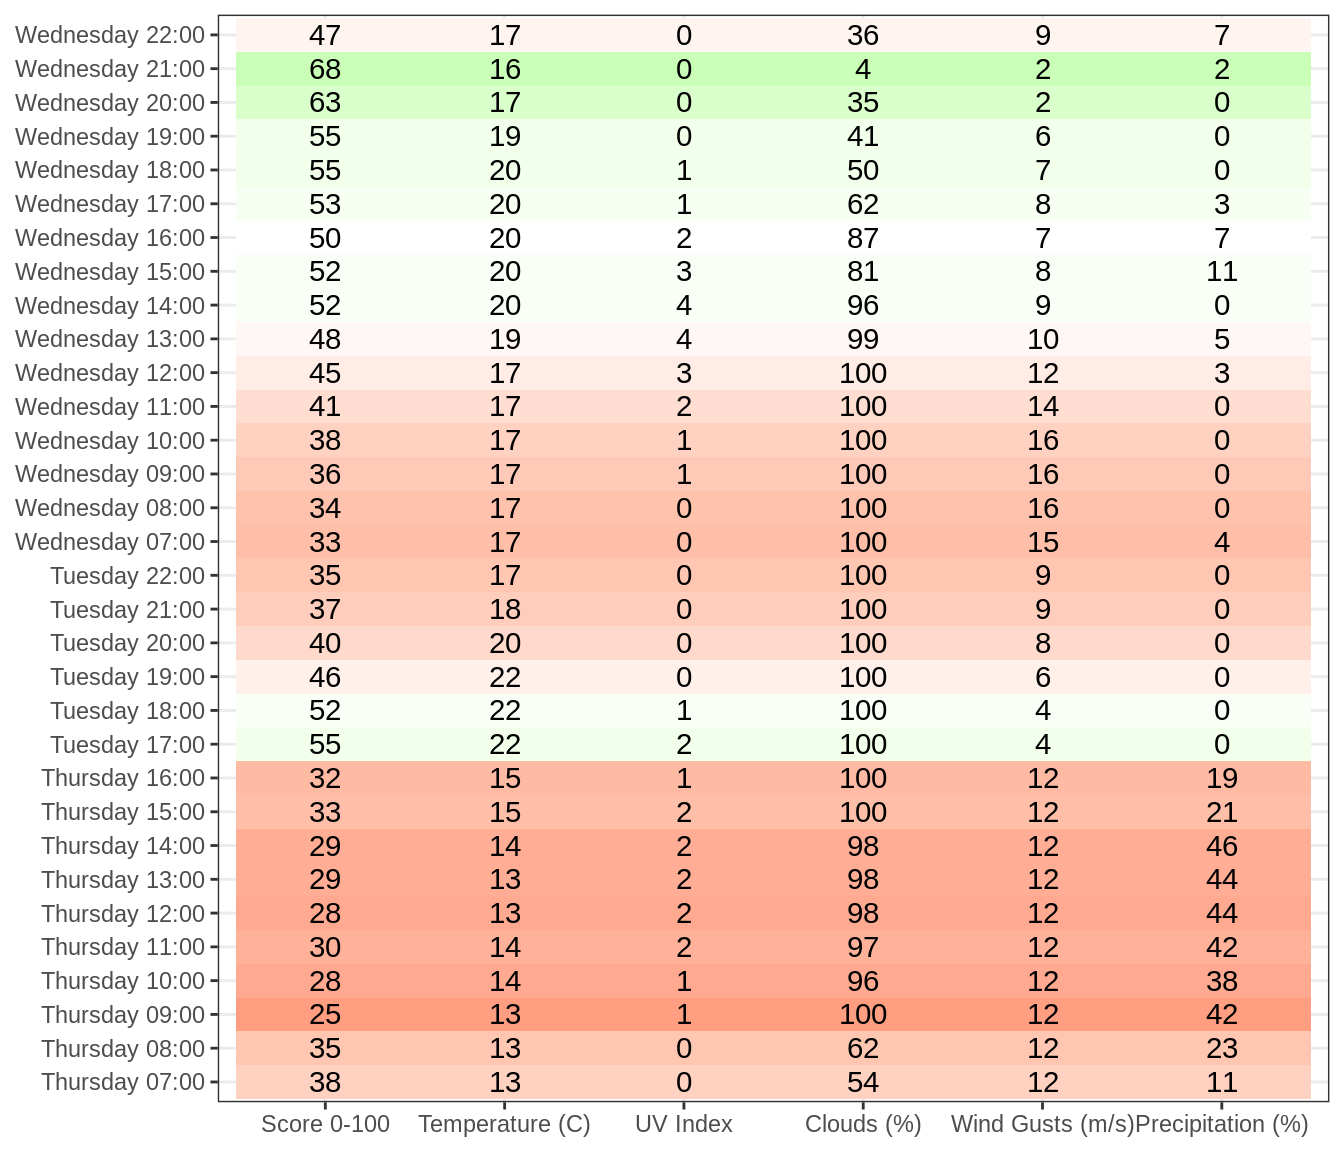 Wednesday 22:00 47 17 0 36 9 7
Wednesday 21:00 68 16 0 4 2 2
Wednesday 20:00 63 17 0 35 2 0
Wednesday 19:00 55 19 0 41 6 0
Wednesday 18:00 55 20 1 50 7 0
Wednesday 17:00 53 20 1 62 8 3
Wednesday 16:00 50 20 2 87 7 7
Wednesday 15:00 52 20 3 81 8 11
Wednesday 14:00 52 20 4 96 9 0
Wednesday 13:00 48 19 4 99 10 5
Wednesday 12:00 45 17 3 100 12 3
Wednesday 11:00 41 17 2 100 14 0
Wednesday 10:00 38 17 1 100 16 0
Wednesday 09:00 36 17 1 100 16 0
Wednesday 08:00 34 17 0 100 16 0
Wednesday 07:00 33 17 0 100 15 4
Tuesday 22:00 35 17 0 100 9 0
Tuesday 21:00 37 18 0 100 9 0
Tuesday 20:00 40 20 0 100 8 0
Tuesday 19:00 46 22 0 100 6 0
Tuesday 18:00 52 22 1 100 4 0
Tuesday 17:00 55 22 2 100 4 0
Thursday 16:00 32 15 1 100 12 19
Thursday 15:00 33 15 2 100 12 21
Thursday 14:00 29 14 2 98 12 46
Thursday 13:00 29 13 2 98 12 44
Thursday 12:00 28 13 2 98 12 44
Thursday 11:00 30 14 2 97 12 42
Thursday 10:00 28 14 1 96 12 38
Thursday 09:00 25 13 1 100 12 42
Thursday 08:00 35 13 0 62 12 23
Thursday 07:00 38 13 0 54 12 11
Score 0-100 Temperature (C) UV Index Clouds (%) Wind Gusts (m/s) Precipitation (%)